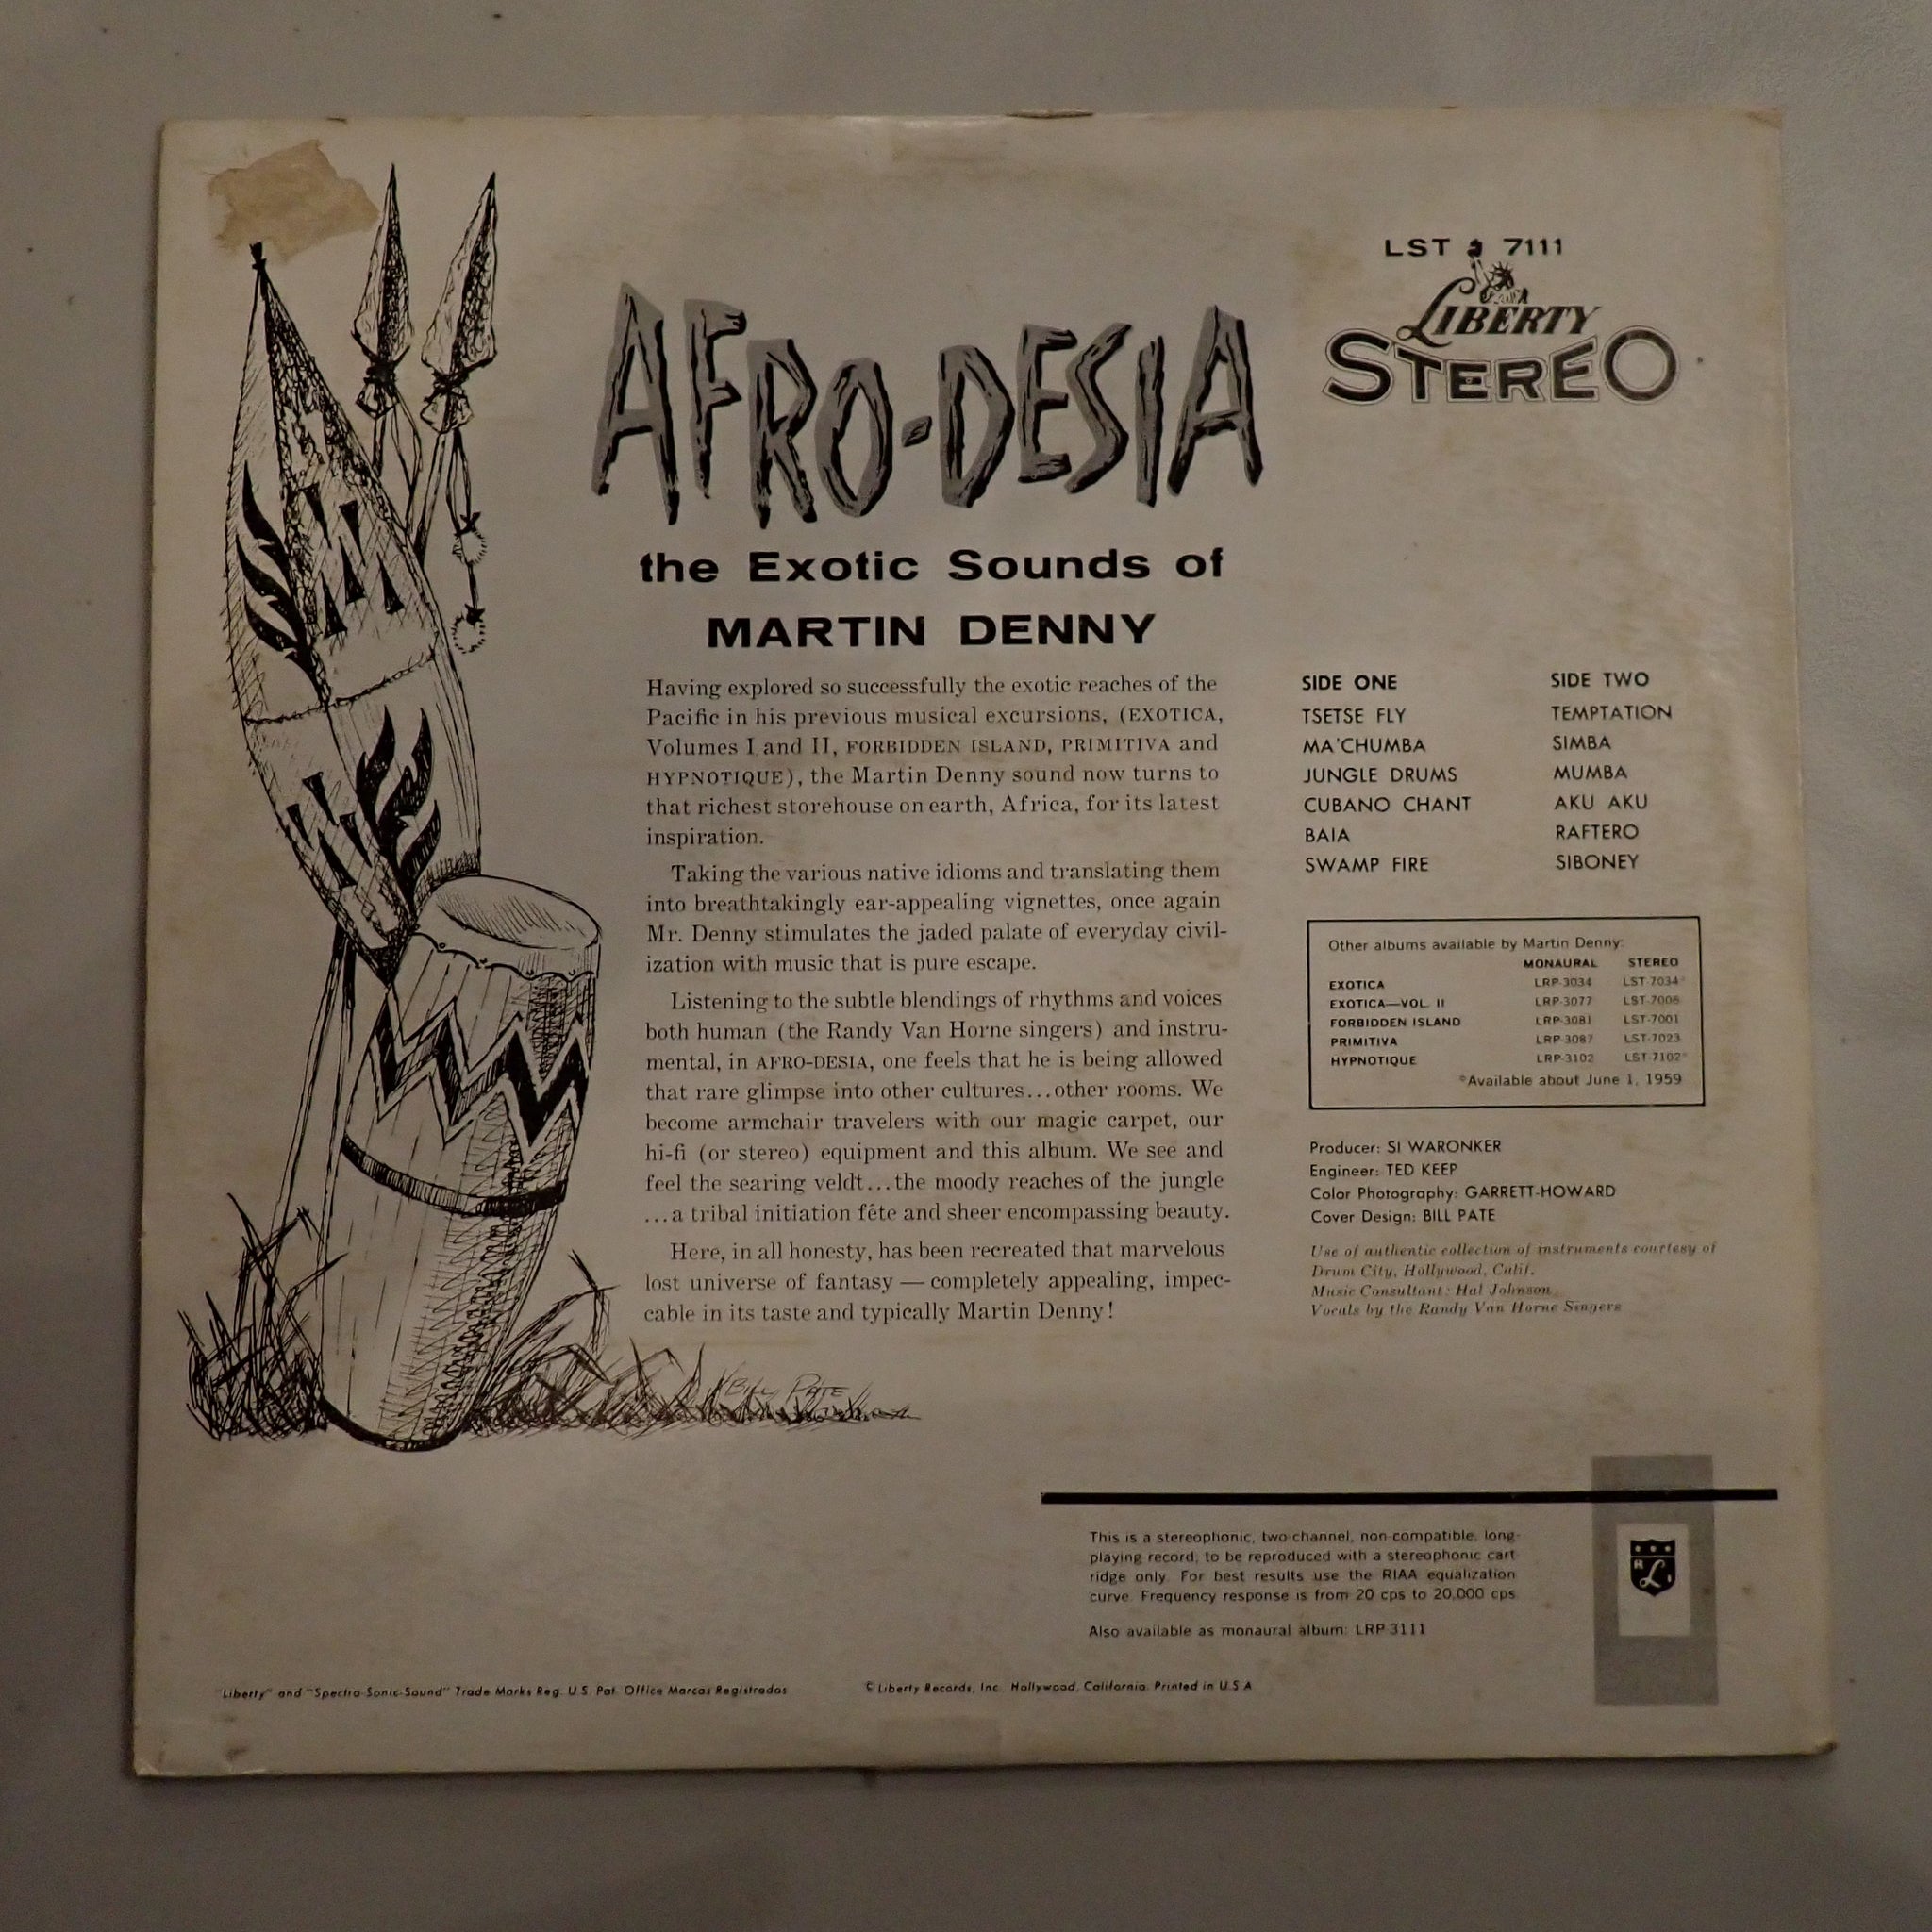 LST 7111
LIBERTY
STEREO
AFRO-DESIA
the Exotic Sounds of
MARTIN DENNY
Having explored so successfully the exotic reaches of the
Pacific in his previous musical excursions, (EXOTICA,
Volumes I and II, FORBIDDEN ISLAND, PRIMITIVA and
HYPNOTIQUE), the Martin Denny sound now turns to
that richest storehouse on earth, Africa, for its latest
inspiration.
Taking the various native idioms and translating them
into breathtakingly ear-appealing vignettes, once again
Mr. Denny stimulates the jaded palate of everyday civil-
ization with music that is pure escape.
Listening to the subtle blendings of rhythms and voices
both human (the Randy Van Horne singers) and instru-
mental, in AFRO-DESIA, one feels that he is being allowed
that rare glimpse into other cultures...other rooms. We
become armchair travelers with our magic carpet, our
hi-fi (or stereo) equipment and this album. We see and
feel the searing veldt...the moody reaches of the jungle
...a tribal initiation fête and sheer encompassing beauty.
Here, in all honesty, has been recreated that marvelous
lost universe of fantasy — completely appealing, impec-
cable in its taste and typically Martin Denny!
BILL PATE
SIDE ONE
TSETSE FLY
MA'CHUMBA
JUNGLE DRUMS
CUBANO CHANT
BAIA
SWAMP FIRE
SIDE TWO
TEMPTATION
SIMBA
MUMBA
AKU AKU
RAFTERO
SIBONEY
Other albums available by Martin Denny:
MONAURAL STEREO
EXOTICA LRP-3034 LST-7034*
EXOTICA—VOL. II LRP-3077 LST-7006
FORBIDDEN ISLAND LRP-3081 LST-7001
PRIMITIVA LRP-3087 LST-7023
HYPNOTIQUE LRP-3102 LST-7102*
*Available about June 1, 1959
Producer: SI WARONKER
Engineer: TED KEEP
Color Photography: GARRETT-HOWARD
Cover Design: BILL PATE
Use of authentic collection of instruments courtesy of
Drum City, Hollywood, Calif.
Music Consultant: Hal Johnson
Vocals by the Randy Van Horne Singers
This is a stereophonic, two-channel, non-compatible, long-
playing record, to be reproduced with a stereophonic cart
ridge only. For best results use the RIAA equalization
curve. Frequency response is from 20 cps to 20,000 cps.
Also available as monaural album: LRP-3111
"Liberty" and "Spectra-Sonic-Sound" Trade Marks Reg. U.S. Pat. Office Marcas Registradas
© Liberty Records, Inc. Hollywood, California. Printed in U.S.A.